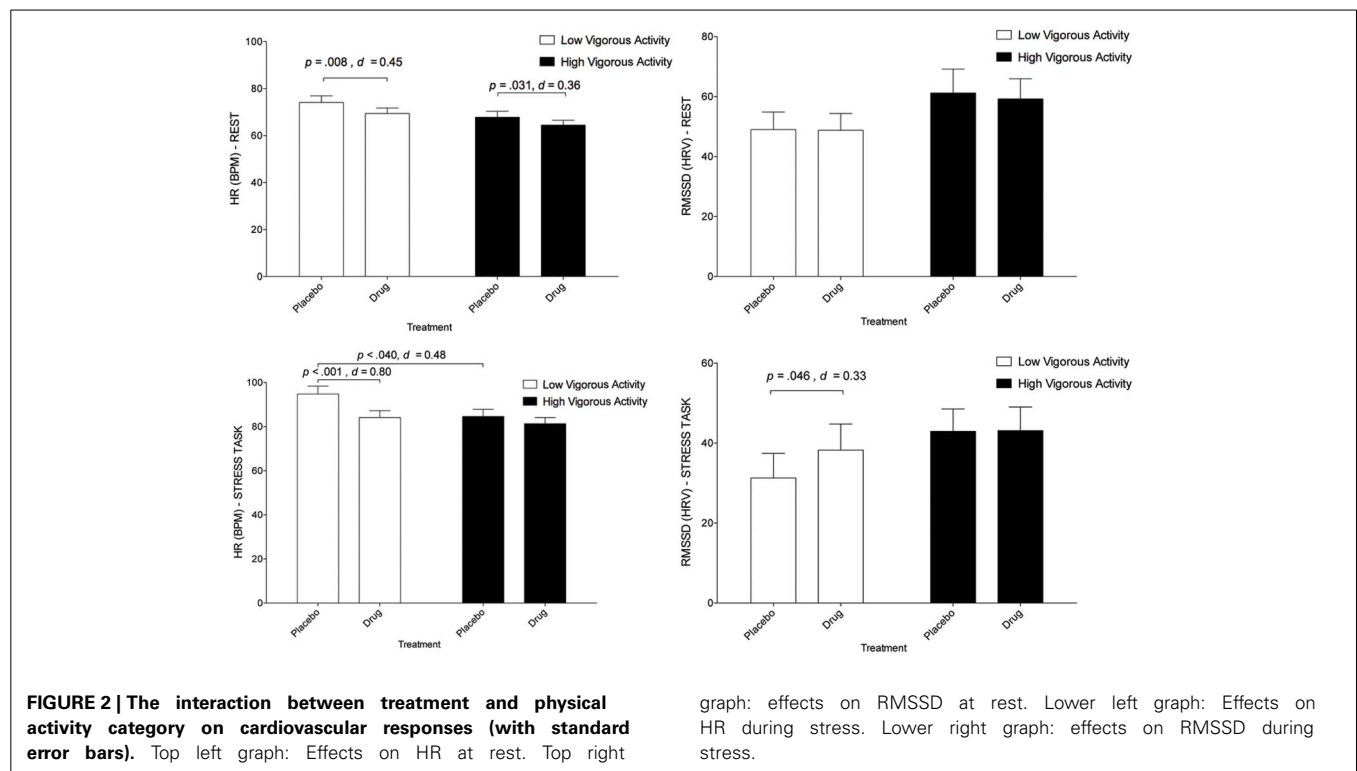 100
80
60
40
20
0
HR (BPM) - REST
Low Vigorous Activity
High Vigorous Activity
p = .008 , d = 0.45
p = .031, d = 0.36
Placebo
Drug
Placebo
Drug
Treatment
80
60
40
20
0
RMSSD (HRV) - REST
Low Vigorous Activity
High Vigorous Activity
Placebo
Drug
Placebo
Drug
Treatment
100
80
60
40
20
0
HR (BPM) - STRESS TASK
p < .040, d = 0.48
p < .001 , d = 0.80
Low Vigorous Activity
High Vigorous Activity
Placebo
Drug
Placebo
Drug
Treatment
60
40
20
0
RMSSD (HRV) - STRESS TASK
Low Vigorous Activity
High Vigorous Activity
p = .046 , d = 0.33
Placebo
Drug
Placebo
Drug
Treatment
FIGURE 2 | The interaction between treatment and physical
activity category on cardiovascular responses (with standard
error bars). Top left graph: Effects on HR at rest. Top right
graph: effects on RMSSD at rest. Lower left graph: Effects on
HR during stress. Lower right graph: effects on RMSSD during
stress.